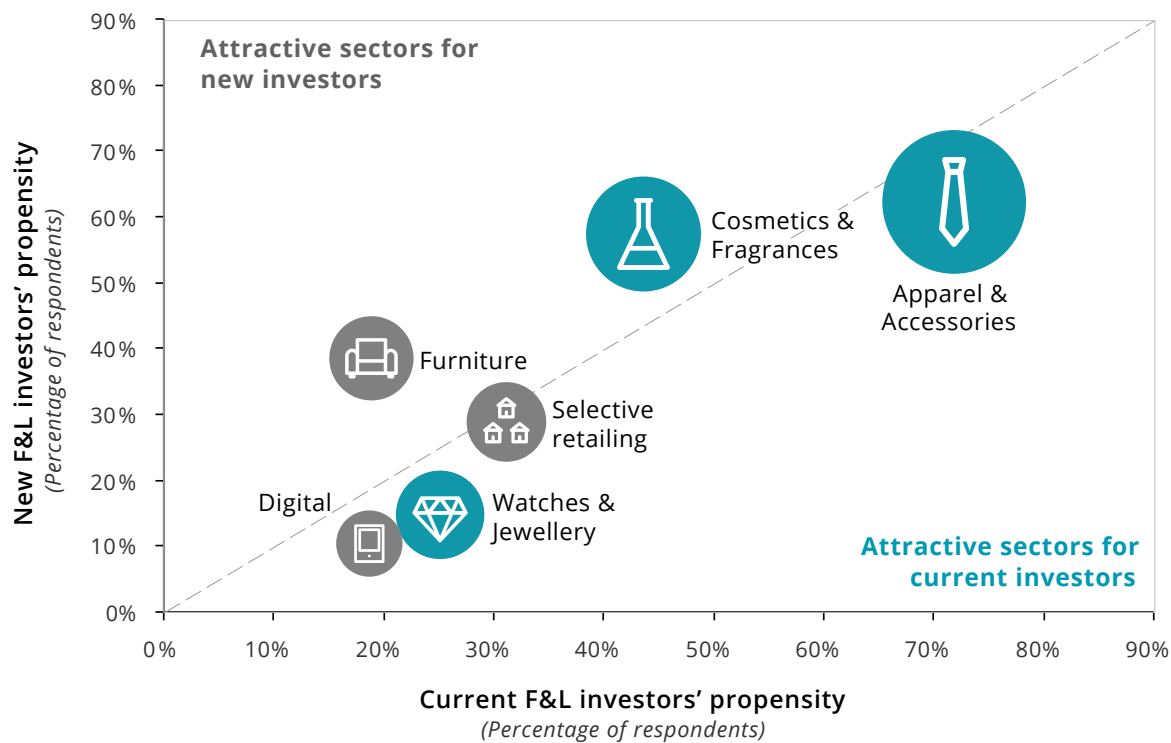 90%
80%
70%
60%
50%
40%
30%
20%
10%
0%
New F&L investors’ propensity
(Percentage of respondents)
Attractive sectors for
new investors
Cosmetics &
Fragrances
Apparel &
Accessories
Furniture
Selective
retailing
Digital
Watches &
Jewellery
Attractive sectors for
current investors
0% 10% 20% 30% 40% 50% 60% 70% 80% 90%
Current F&L investors’ propensity
(Percentage of respondents)